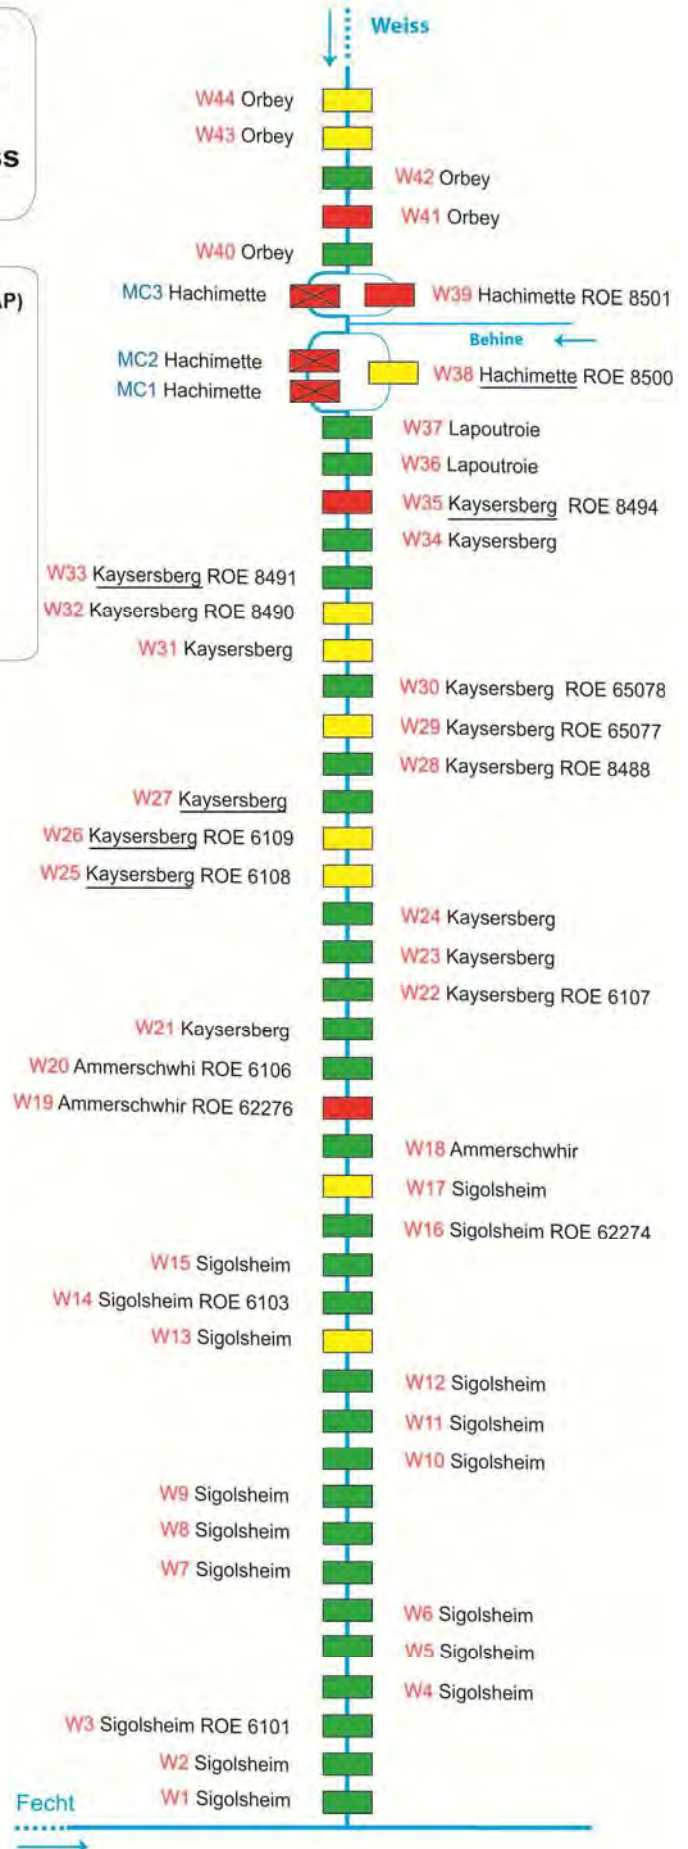 Weiss
W44 Orbey
W43 Orbey
ss
W42 Orbey
W41 Orbey
W40 Orbey
MC3 Hachimette
W39 Hachimette ROE 8501
AP)
Behine
MC2 Hachimette
W38 Hachimette ROE 8500
MC1 Hachimette
W37 Lapoutroie
W36 Lapoutroie
W35 Kaysersberg ROE 8494
W34 Kaysersberg
W33 Kaysersberg ROE 8491
W32 Kaysersberg ROE 8490
W31 Kaysersberg
W30 Kaysersberg ROE 65078
W29 Kaysersberg ROE 65077
W28 Kaysersberg ROE 8488
W27 Kaysersberg
W26 Kaysersberg ROE 6109
W25 Kaysersberg ROE 6108
W24 Kaysersberg
W23 Kaysersberg
W22 Kaysersberg ROE 6107
W21 Kaysersberg
W20 Ammerschwhi ROE 6106
W19 Ammerschwhir ROE 62276
W18 Ammerschwhir
W17 Sigolsheim
W16 Sigolsheim ROE 62274
W15 Sigolsheim
W14 Sigolsheim ROE 6103
W13 Sigolsheim
W12 Sigolsheim
W11 Sigolsheim
W10 Sigolsheim
W9 Sigolsheim
W8 Sigolsheim
W7 Sigolsheim
W6 Sigolsheim
W5 Sigolsheim
W4 Sigolsheim
W3 Sigolsheim ROE 6101
W2 Sigolsheim
W1 Sigolsheim
Fecht